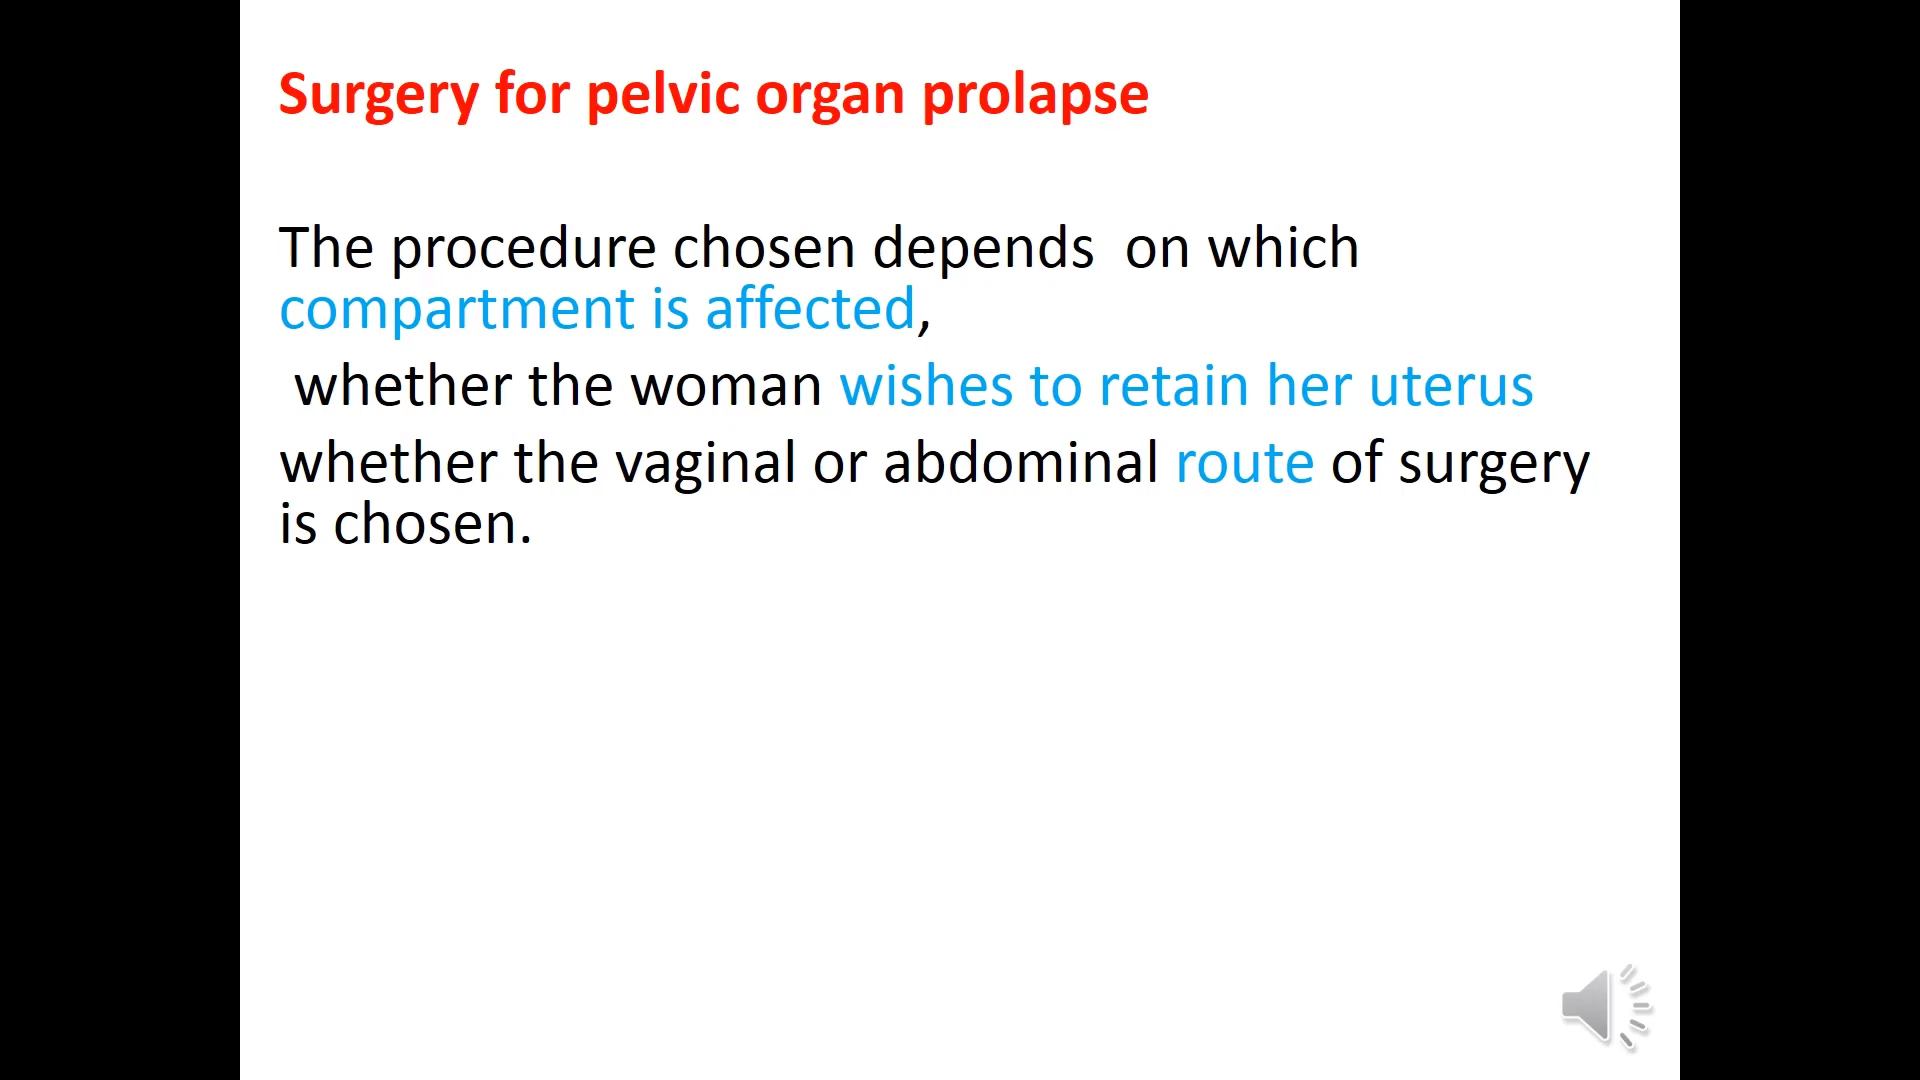 Surgery for pelvic organ prolapse
The procedure chosen depends  on which
compartment is affected,
whether the woman wishes to retain her uterus
whether the vaginal or abdominal route of surgery
is chosen.